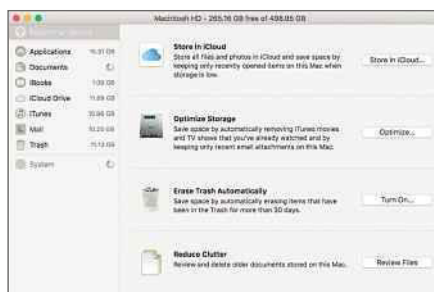 Macintosh HD - 265.16 GB free of 498.05 GB
Applications
Documents
iBooks
iCloud Drive
iTunes
Mail
Trash
System
Store in iCloud
Store all files and photos in iCloud and save space by
keeping only recently opened items on this Mac when
storage is low.
Store in iCloud...
Optimize Storage
Save space by automatically removing iTunes movies
and TV shows that you've already watched and by
keeping only recent email attachments on this Mac.
Optimize...
Erase Trash Automatically
Save space by automatically erasing items that have
been in the Trash for more than 30 days.
Turn On...
Reduce Clutter
Review and delete older documents stored on this Mac.
Review Files